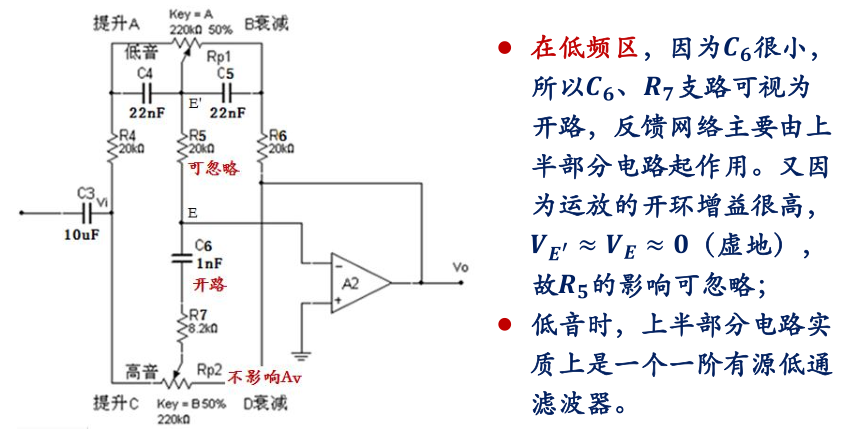 提升A
Key = A
220kΩ 50%
B衰减
低音
Rp1
C4
C5
22nF
E'
22nF
R4
20kΩ
R5
20kΩ
R6
20kΩ
可忽略
C3
Vi
10uF
E
C6
1nF
开路
R7
8.2kΩ
−
A2
+
Vo
高音
Rp2
不影响Av
提升C
Key = B 50%
220kΩ
D衰减
● 在低频区，因为C₆很小，
所以C₆、R₇支路可视为
开路，反馈网络主要由上
半部分电路起作用。又因
为运放的开环增益很高，
V_E′ ≈ V_E ≈ 0（虚地），
故R₅的影响可忽略；
● 低音时，上半部分电路实
质上是一个一阶有源低通
滤波器。